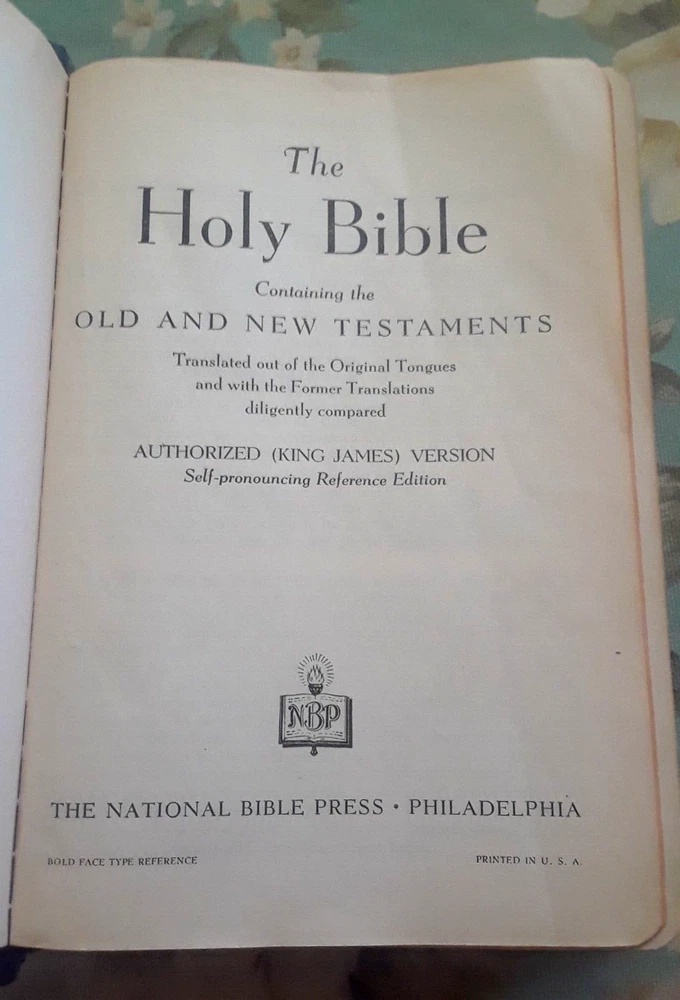 The
Holy Bible
Containing the
OLD AND NEW TESTAMENTS
Translated out of the Original Tongues
and with the Former Translations
diligently compared
AUTHORIZED (KING JAMES) VERSION
Self-pronouncing Reference Edition
NBP
THE NATIONAL BIBLE PRESS • PHILADELPHIA
BOLD FACE TYPE REFERENCE
PRINTED IN U. S. A.